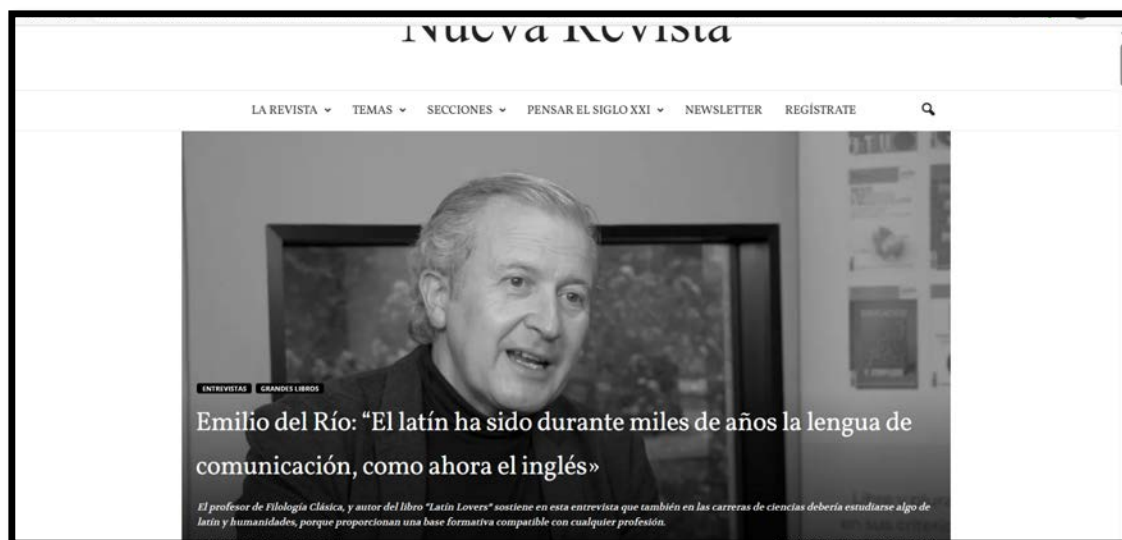 Nueva Revista
LA REVISTA TEMAS SECCIONES PENSAR EL SIGLO XXI NEWSLETTER REGÍSTRATE
ENTREVISTAS GRANDES LIBROS
Emilio del Río: “El latín ha sido durante miles de años la lengua de
comunicación, como ahora el inglés»
El profesor de Filología Clásica, y autor del libro "Latin Lovers" sostiene en esta entrevista que también en las carreras de ciencias debería estudiarse algo de
latín y humanidades, porque proporcionan una base formativa compatible con cualquier profesión.